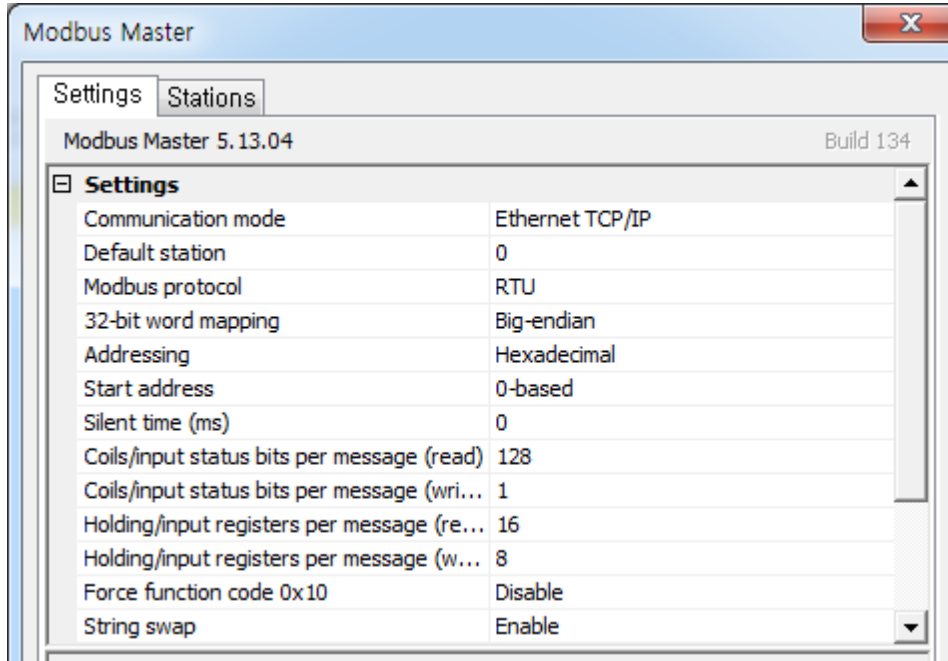 Modbus Master
Settings Stations
Modbus Master 5.13.04 Build 134
Settings
Communication mode Ethernet TCP/IP
Default station 0
Modbus protocol RTU
32-bit word mapping Big-endian
Addressing Hexadecimal
Start address 0-based
Silent time (ms) 0
Coils/input status bits per message (read) 128
Coils/input status bits per message (wri... 1
Holding/input registers per message (re... 16
Holding/input registers per message (w... 8
Force function code 0x10 Disable
String swap Enable